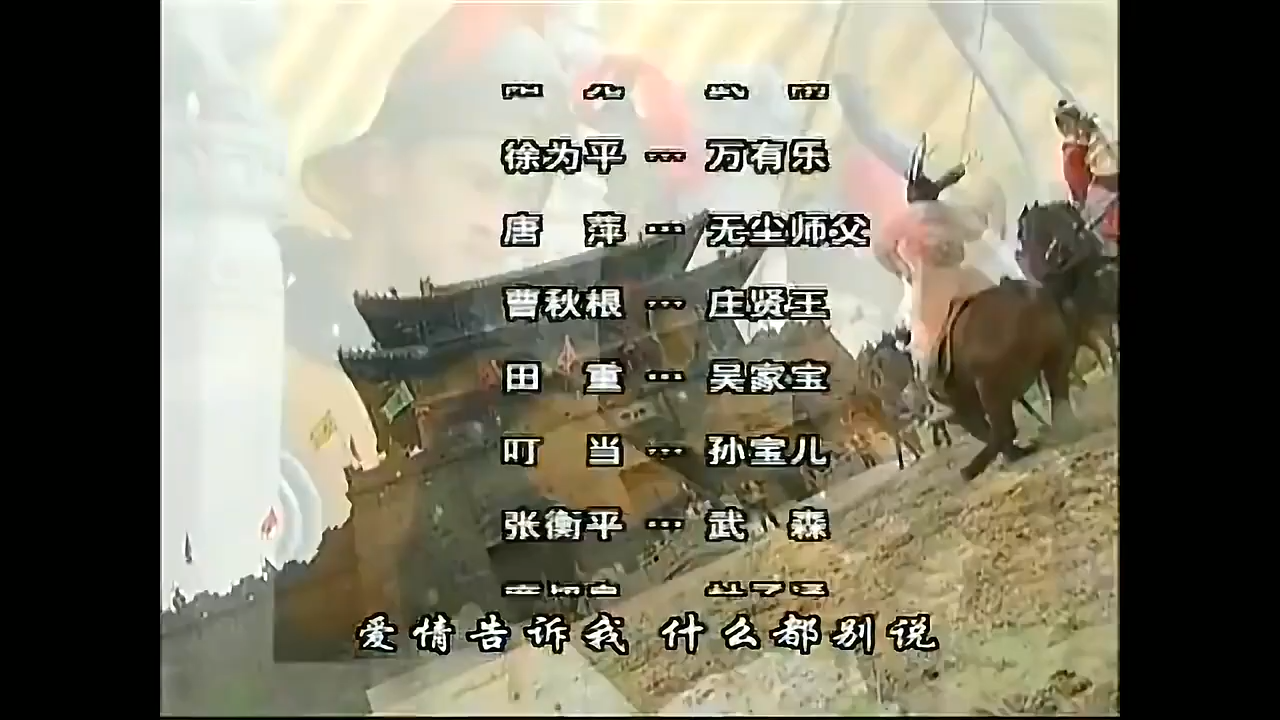 徐为平 … 万有乐
唐 萍 … 无尘师父
曹秋根 … 庄贤王
田 重 … 吴家宝
叮 当 … 孙宝儿
张衡平 … 武 森
爱情告诉我 什么都别说